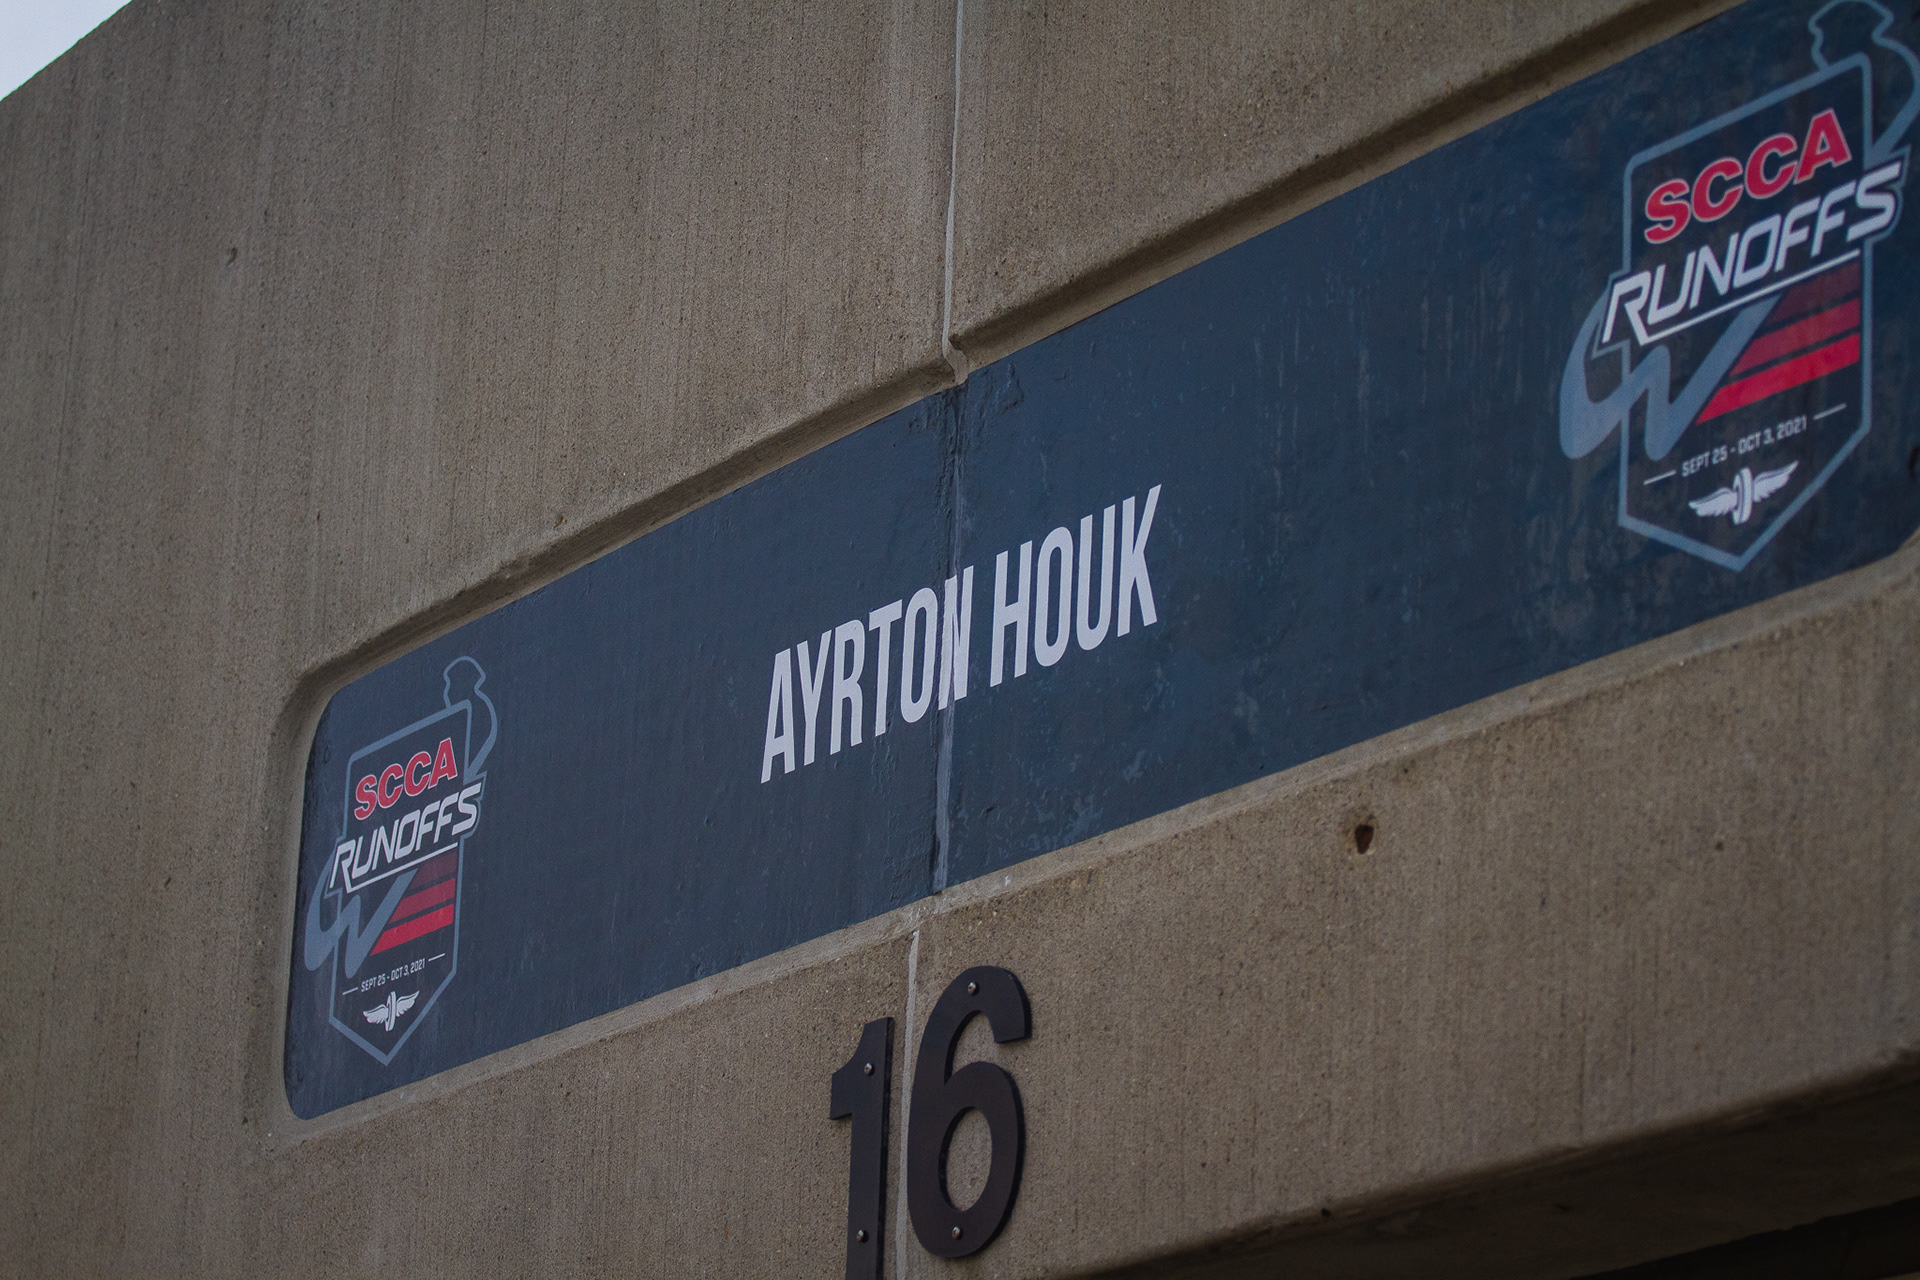 SCCA
RUNOFFS
SEPT 25 - OCT 3, 2021
AYRTON HOUK
SCCA
RUNOFFS
SEPT 25 - OCT 3, 2021
16